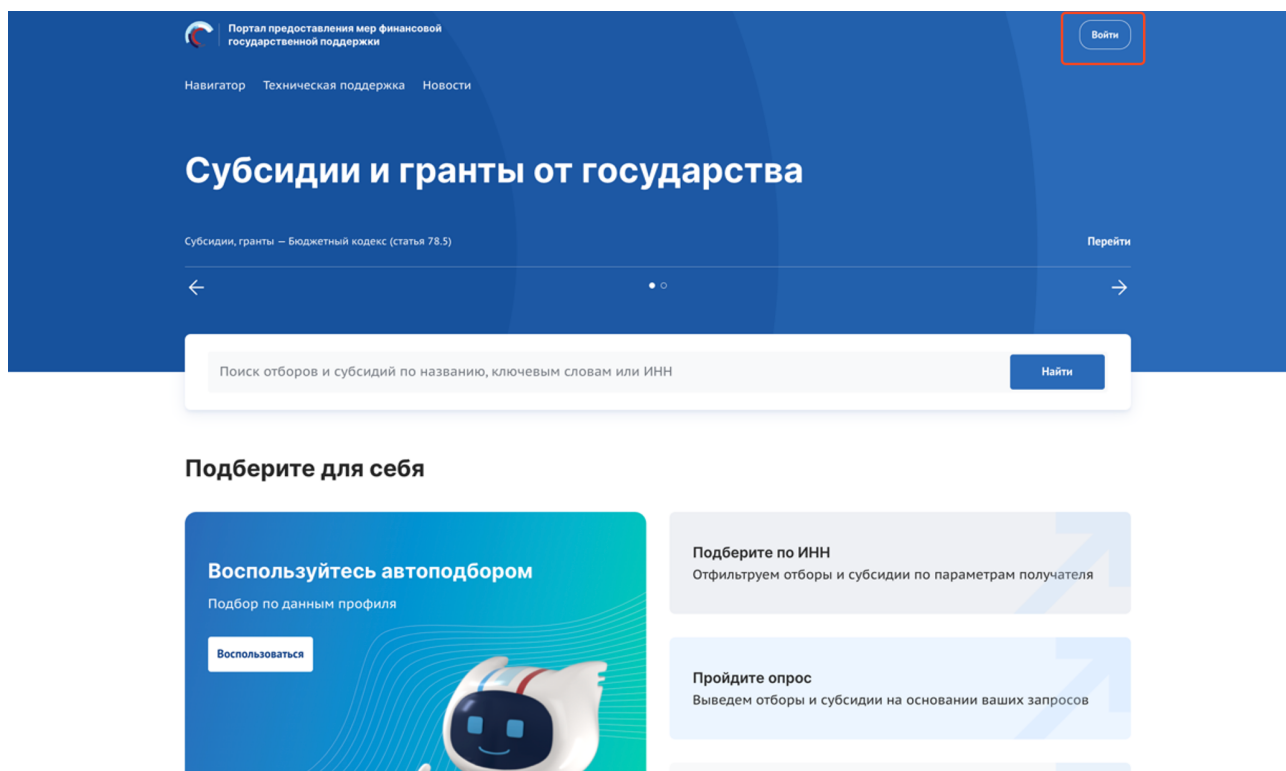 Портал предоставления мер финансовой
государственной поддержки
Войти
Навигатор Техническая поддержка Новости
Субсидии и гранты от государства
Субсидии, гранты — Бюджетный кодекс (статья 78.5)
Перейти
Поиск отборов и субсидий по названию, ключевым словам или ИНН
Найти
Подберите для себя
Воспользуйтесь автоподбором
Подбор по данным профиля
Воспользоваться
Подберите по ИНН
Отфильтруем отборы и субсидии по параметрам получателя
Пройдите опрос
Выведем отборы и субсидии на основании ваших запросов